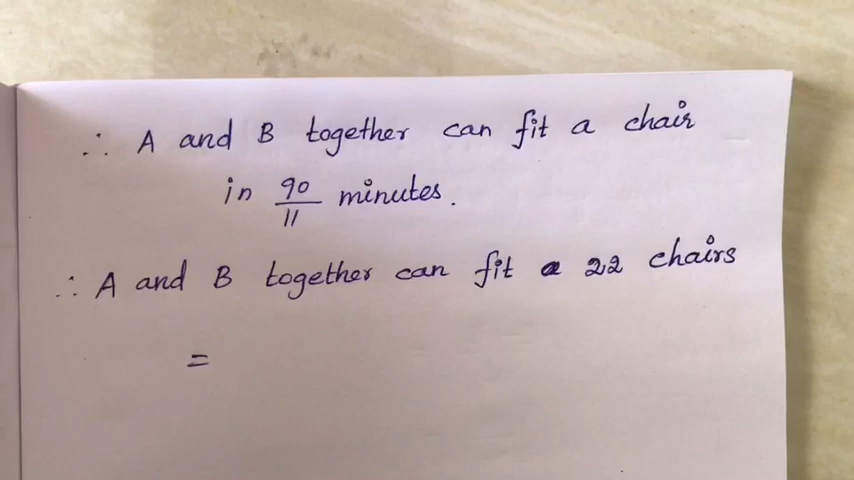 ∴ A and B together can fit a chair
in 90/11 minutes.
∴ A and B together can fit a 22 chairs
=